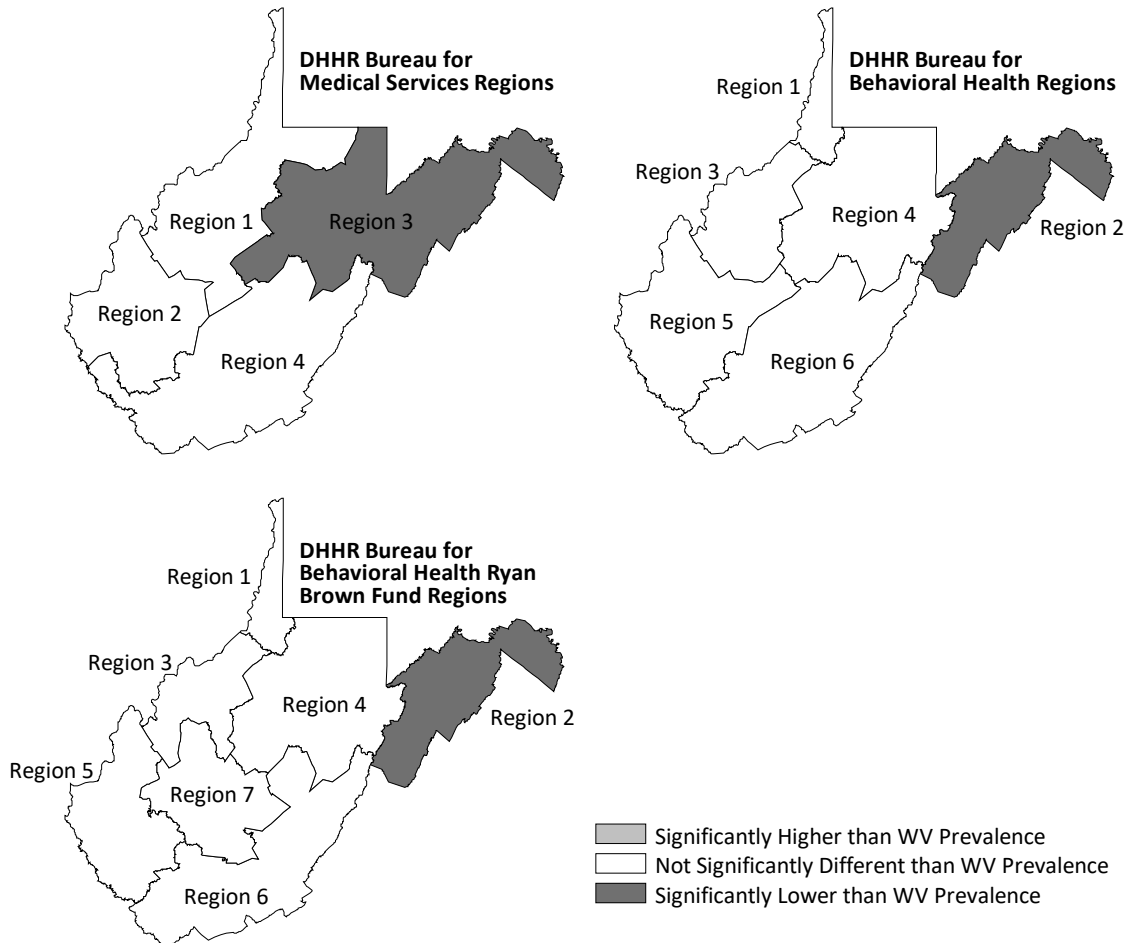 DHHR Bureau for
Medical Services Regions
Region 1
Region 3
Region 2
Region 4
DHHR Bureau for
Behavioral Health Regions
Region 1
Region 3
Region 4
Region 2
Region 5
Region 6
DHHR Bureau for
Behavioral Health Ryan
Brown Fund Regions
Region 1
Region 3
Region 4
Region 2
Region 5
Region 7
Region 6
Significantly Higher than WV Prevalence
Not Significantly Different than WV Prevalence
Significantly Lower than WV Prevalence